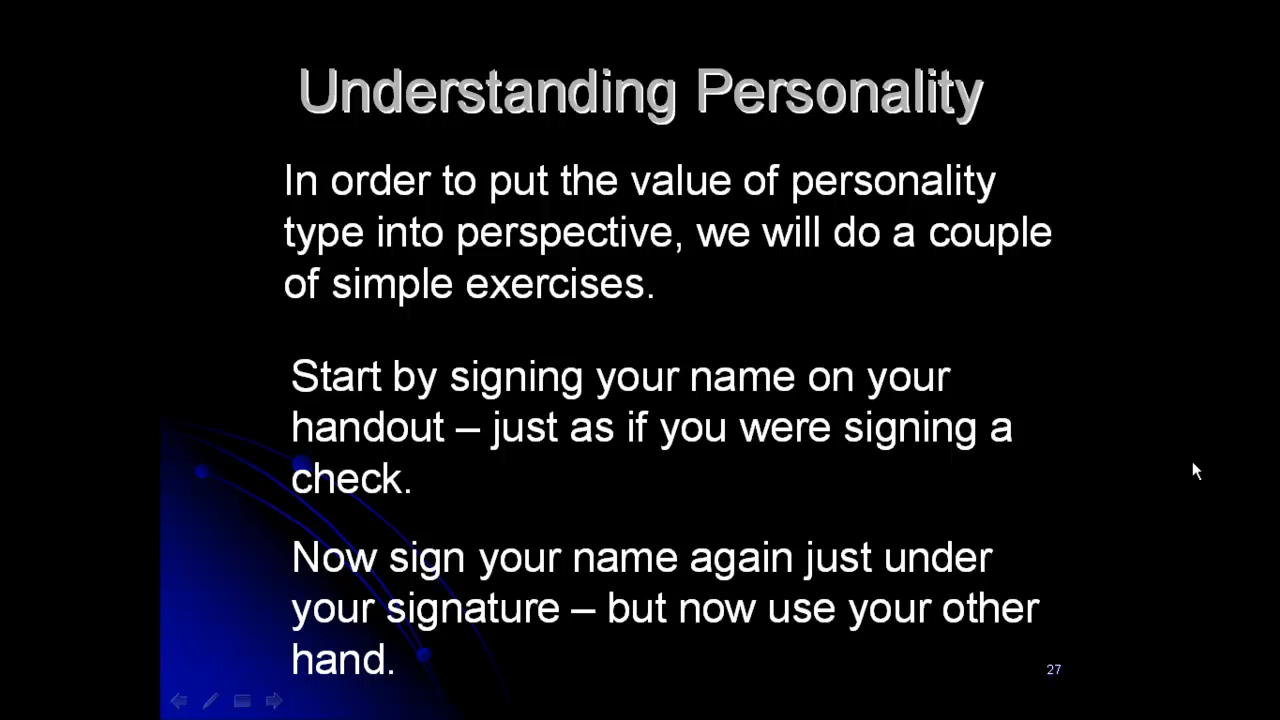 Understanding Personality
In order to put the value of personality
type into perspective, we will do a couple
of simple exercises.
Start by signing your name on your
handout – just as if you were signing a
check.
Now sign your name again just under
your signature – but now use your other
hand.
27